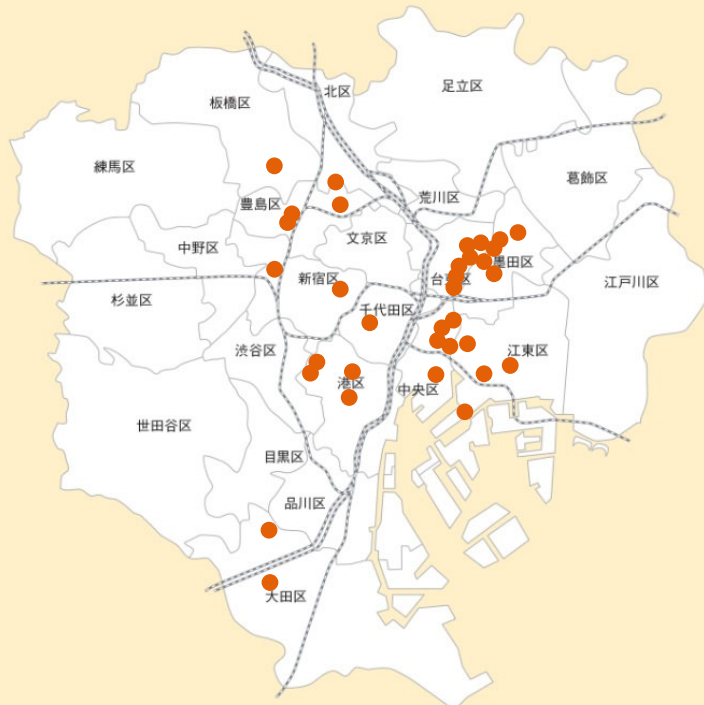 足立区
北区
板橋区
練馬区
葛飾区
荒川区
豊島区
文京区
中野区
墨田区
台東区
新宿区
江戸川区
杉並区
千代田区
渋谷区
江東区
港区
中央区
世田谷区
目黒区
品川区
大田区